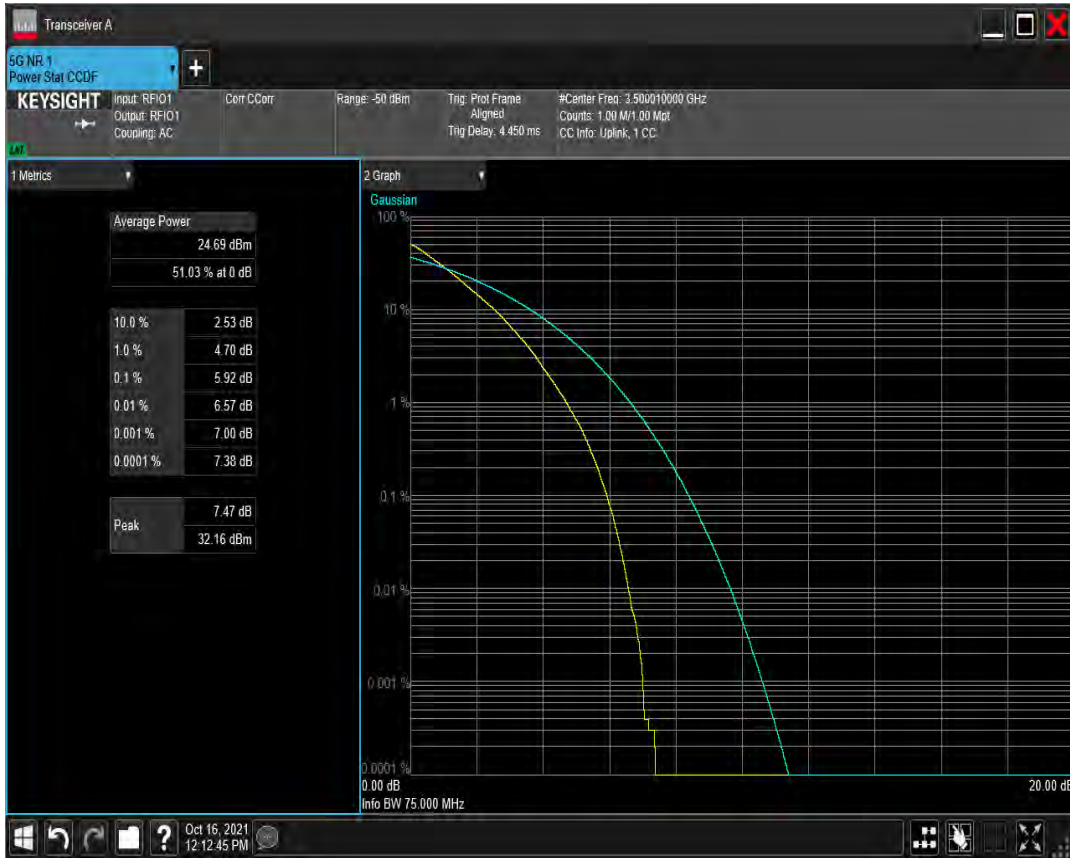 Transceiver A
5G NR 1
Power Stat CCDF
+
KEYSIGHT
Input: RFIO1
Output: RFIO1
Coupling: AC
Corr CCorr
Range: -50 dBm
Trig: Prot Frame
Aligned
Trig Delay: 4.450 ms
#Center Freq: 3.500010000 GHz
Counts: 1.00 M/1.00 Mpt
CC Info: Uplink, 1 CC
1 Metrics
Average Power
24.69 dBm
51.03 % at 0 dB
10.0 % 2.53 dB
1.0 % 4.70 dB
0.1 % 5.92 dB
0.01 % 6.57 dB
0.001 % 7.00 dB
0.0001 % 7.38 dB
Peak
7.47 dB
32.16 dBm
2 Graph
Gaussian
100 %
10 %
1 %
0.1 %
0.01 %
0.001 %
0.0001 %
0.00 dB 20.00 dB
Info BW 75.000 MHz
?
Oct 16, 2021
12:12:45 PM